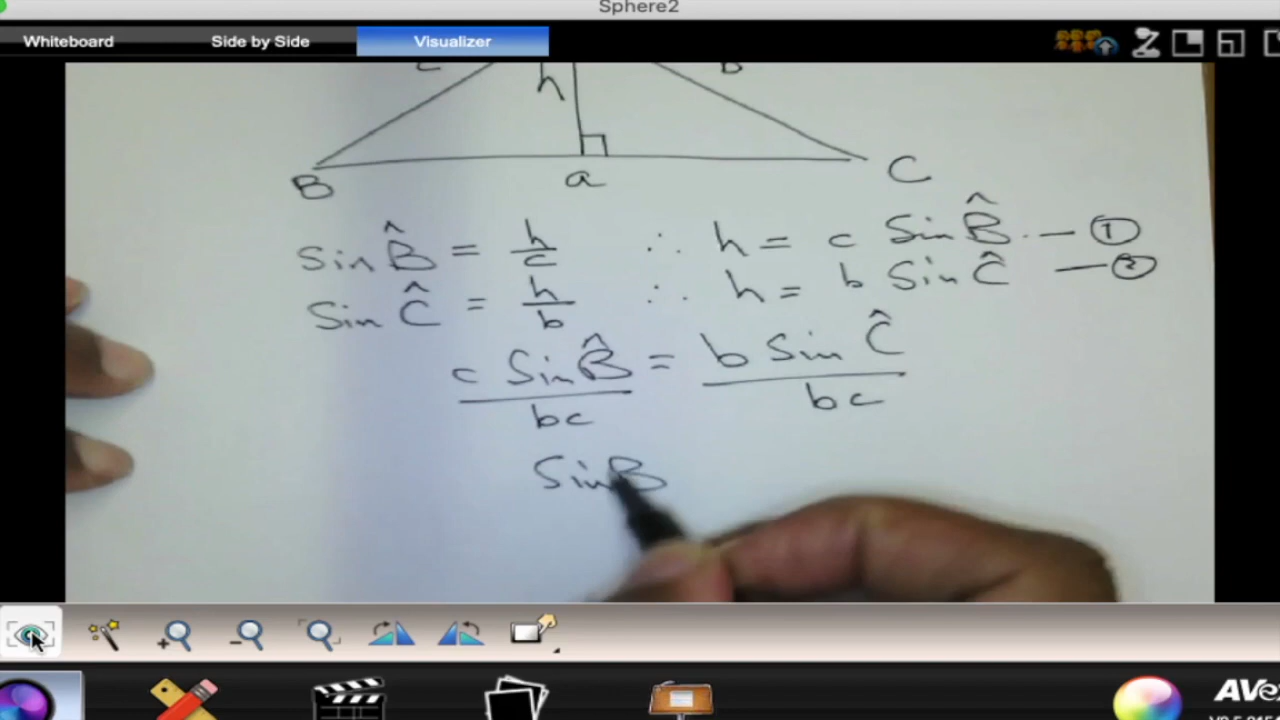 Sphere2
Whiteboard Side by Side Visualizer
h
B a C
Sin B̂ = h/c ∴ h = c Sin B̂ — ①
Sin Ĉ = h/b ∴ h = b Sin Ĉ — ②
c Sin B̂ / bc = b Sin Ĉ / bc
Sin B